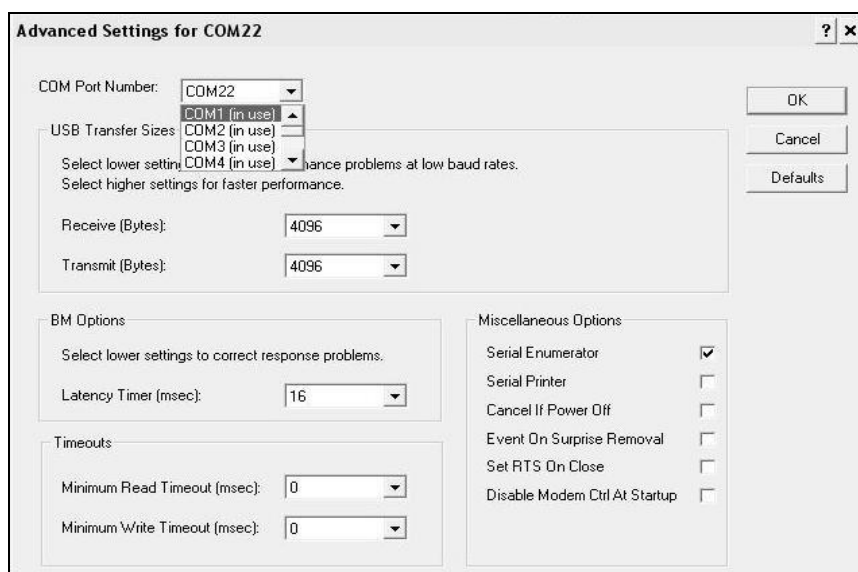 Advanced Settings for COM22
? ×
COM Port Number: COM22
COM1 (in use)
COM2 (in use)
COM3 (in use)
COM4 (in use)
OK
Cancel
Defaults
USB Transfer Sizes
Select lower settin mance problems at low baud rates.
Select higher settings for faster performance.
Receive (Bytes): 4096
Transmit (Bytes): 4096
BM Options
Select lower settings to correct response problems.
Latency Timer (msec): 16
Timeouts
Minimum Read Timeout (msec): 0
Minimum Write Timeout (msec): 0
Miscellaneous Options
Serial Enumerator
Serial Printer
Cancel If Power Off
Event On Surprise Removal
Set RTS On Close
Disable Modem Ctrl At Startup